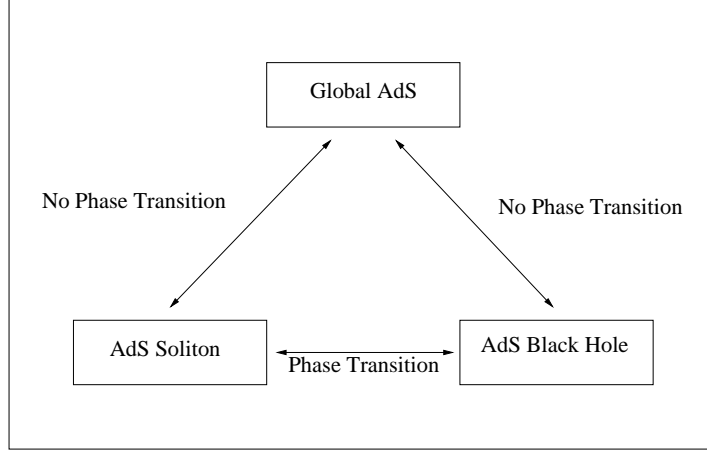 Global AdS
No Phase Transition
No Phase Transition
AdS Soliton
AdS Black Hole
Phase Transition